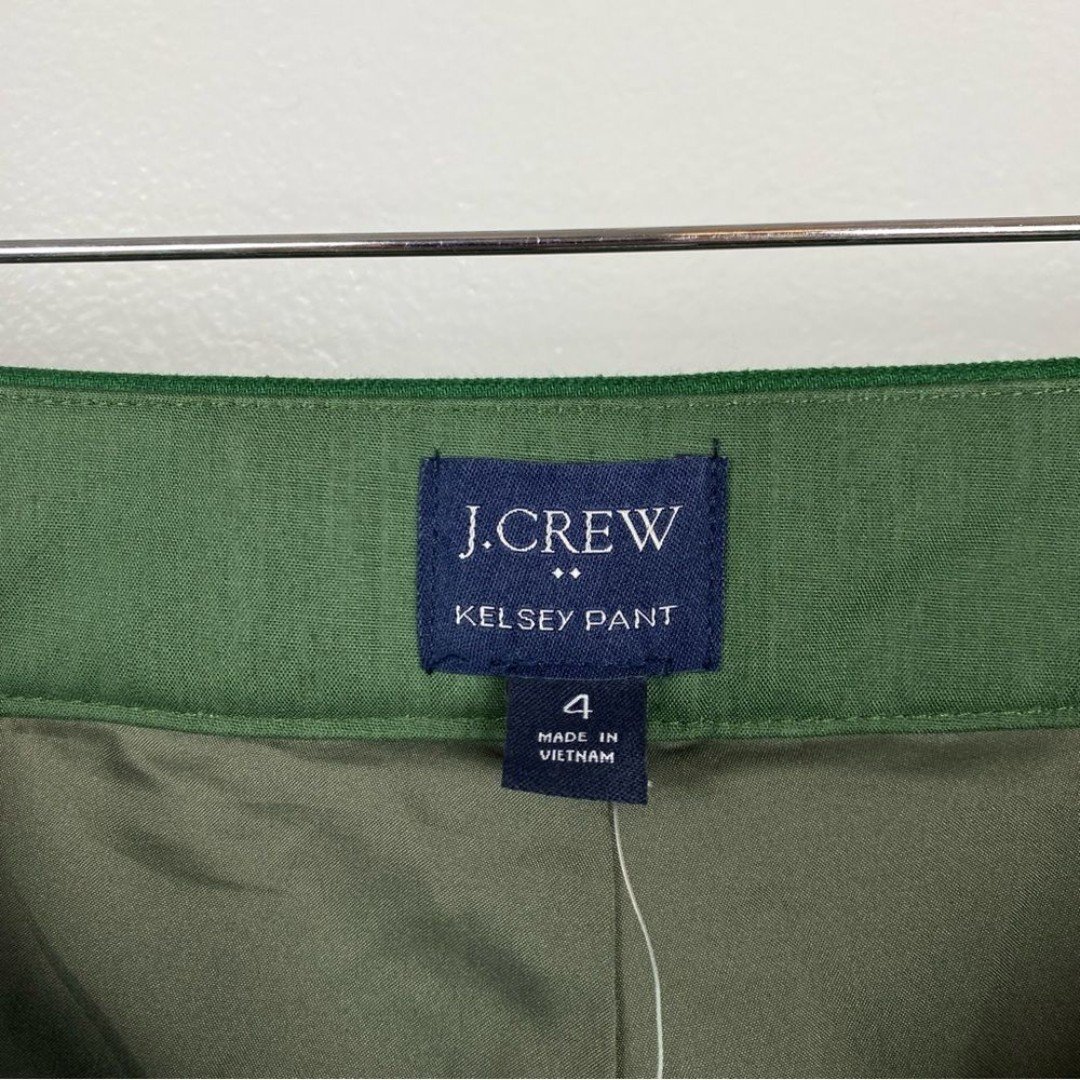 J.CREW
KELSEY PANT
4
MADE IN
VIETNAM